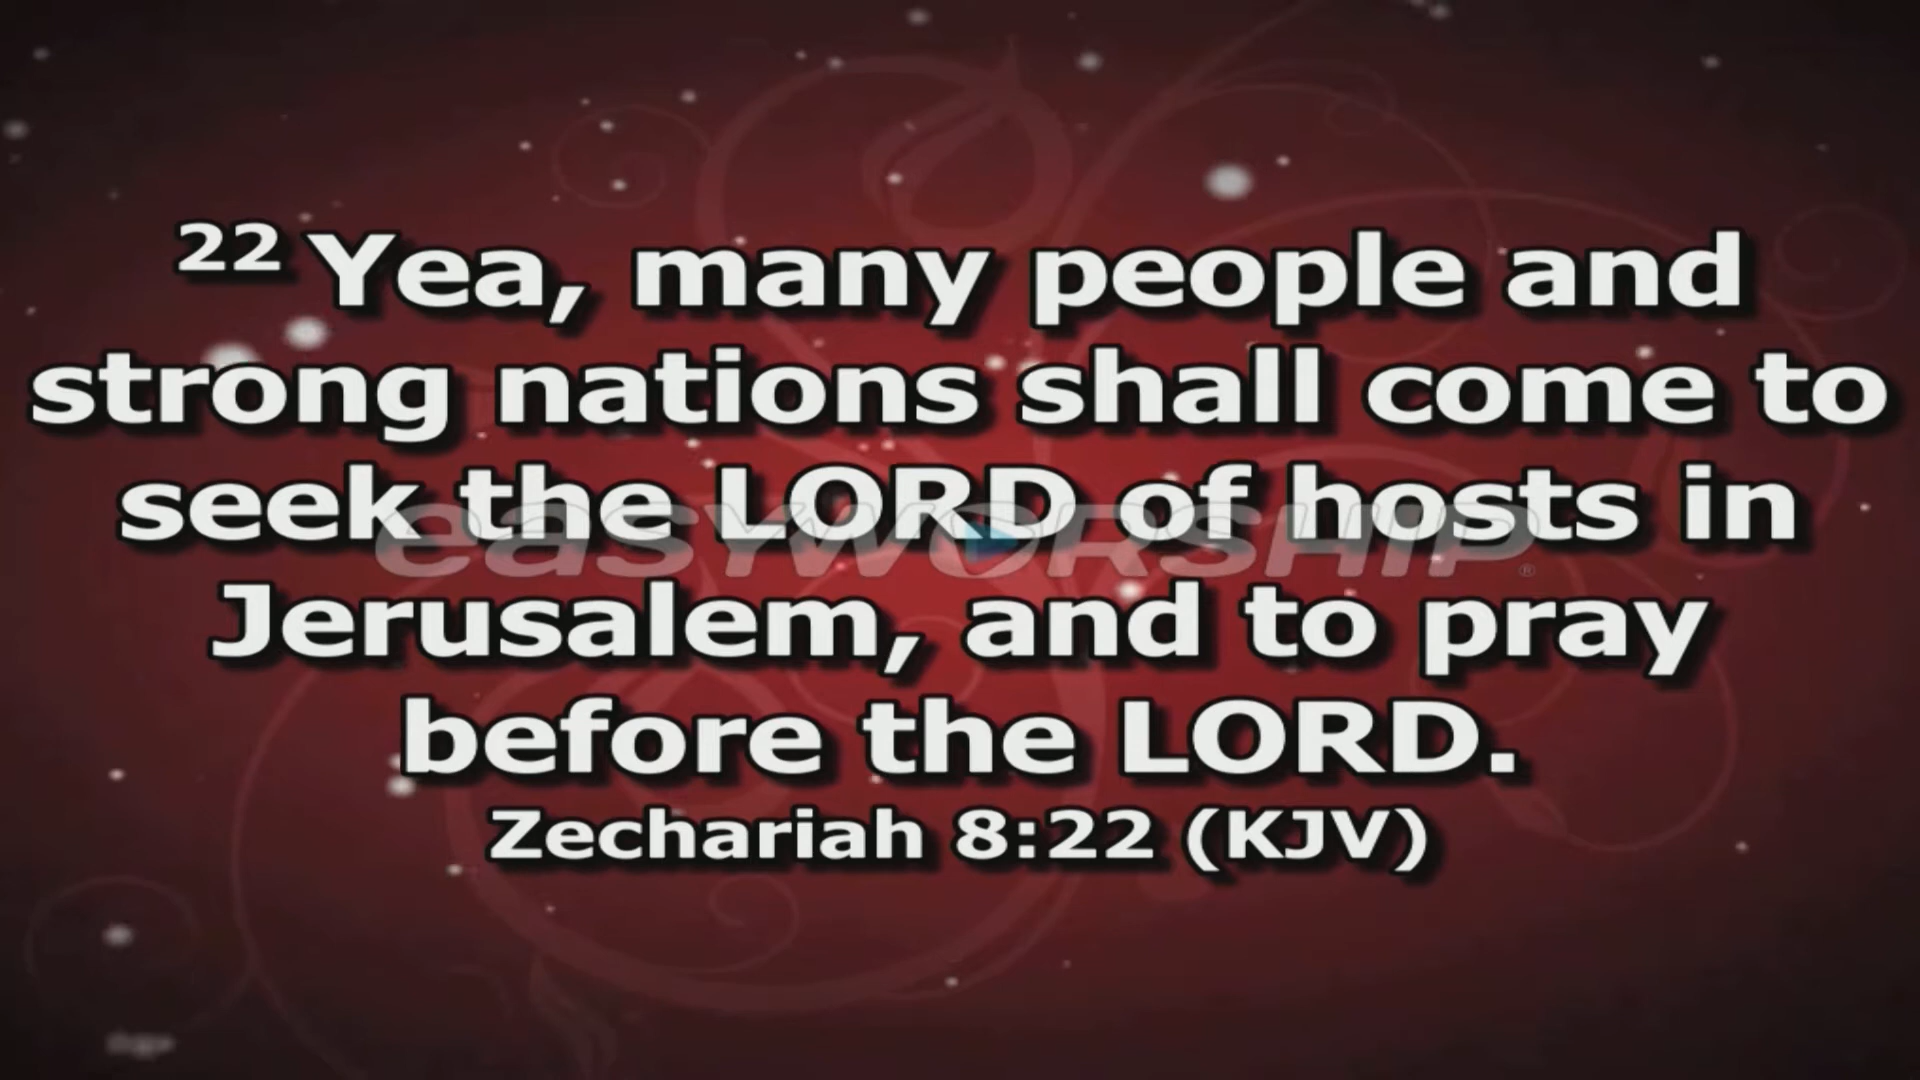 22 Yea, many people and
strong nations shall come to
seek the LORD of hosts in
easyworship®
Jerusalem, and to pray
before the LORD.
Zechariah 8:22 (KJV)